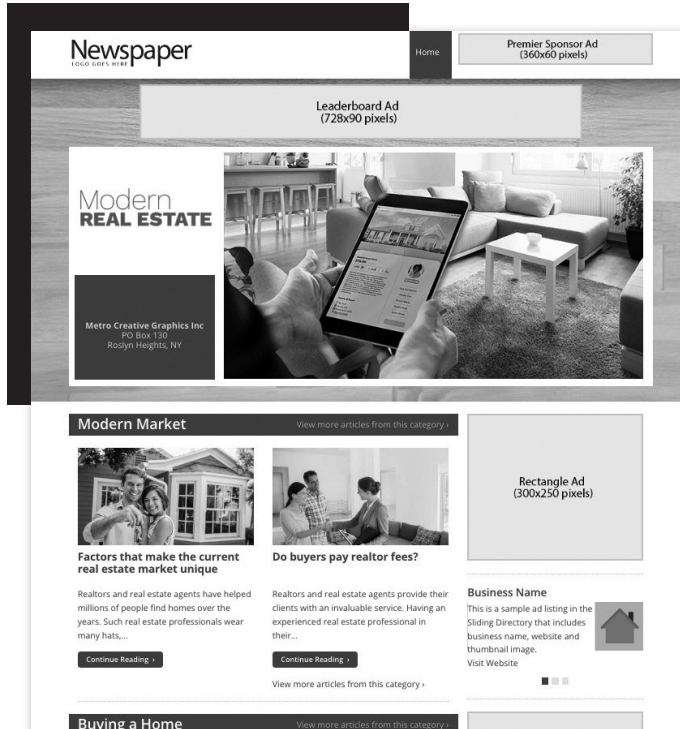 Newspaper
LOGO GOES HERE
Home
Premier Sponsor Ad
(360x60 pixels)
Leaderboard Ad
(728x90 pixels)
Modern
REAL ESTATE
Metro Creative Graphics Inc
PO Box 130
Roslyn Heights, NY
Modern Market
View more articles from this category ›
Factors that make the current
real estate market unique
Realtors and real estate agents have helped
millions of people find homes over the
years. Such real estate professionals wear
many hats,...
Continue Reading ›
Do buyers pay realtor fees?
Realtors and real estate agents provide their
clients with an invaluable service. Having an
experienced real estate professional in
their...
Continue Reading ›
View more articles from this category ›
Rectangle Ad
(300x250 pixels)
Business Name
This is a sample ad listing in the
Sliding Directory that includes
business name, website and
thumbnail image.
Visit Website
Buying a Home
View more articles from this category ›